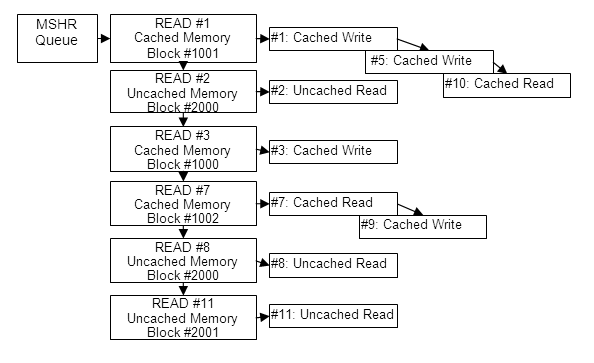 MSHR
Queue
READ #1
Cached Memory
Block #1001
#1: Cached Write
#5: Cached Write
#10: Cached Read
READ #2
Uncached Memory
Block #2000
#2: Uncached Read
READ #3
Cached Memory
Block #1000
#3: Cached Write
READ #7
Cached Memory
Block #1002
#7: Cached Read
#9: Cached Write
READ #8
Uncached Memory
Block #2000
#8: Uncached Read
READ #11
Uncached Memory
Block #2001
#11: Uncached Read